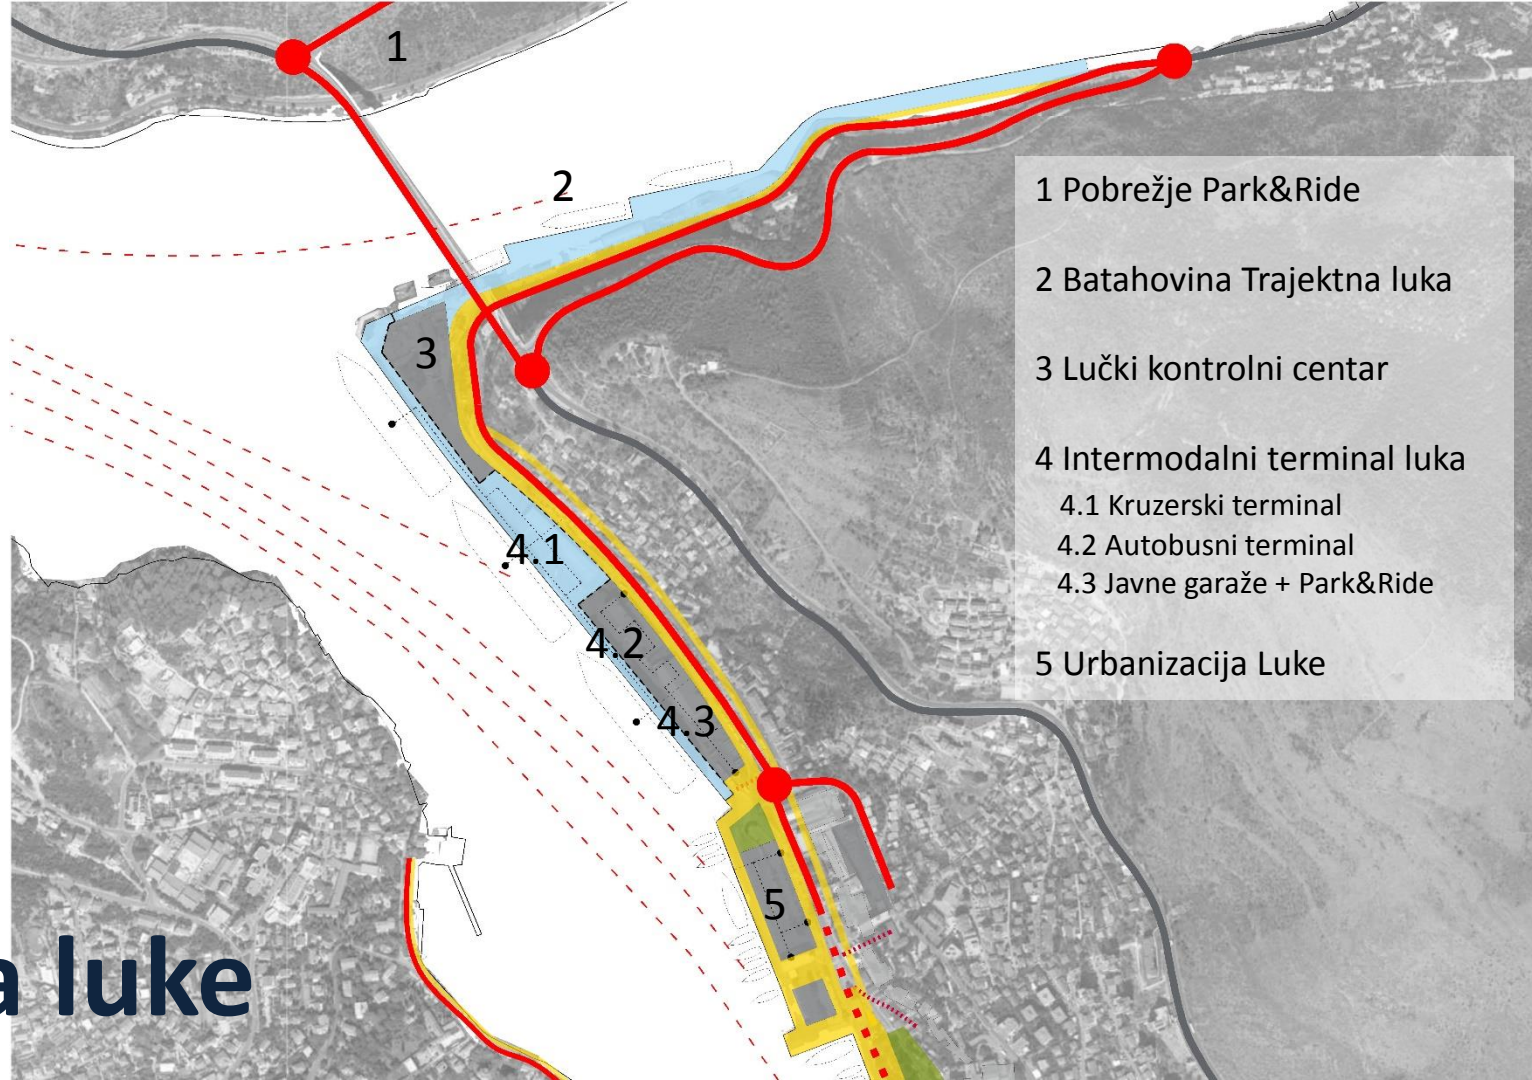 1
2
3
4.1
4.2
4.3
5
1 Pobrežje Park&Ride
2 Batahovina Trajektna luka
3 Lučki kontrolni centar
4 Intermodalni terminal luka
4.1 Kruzerski terminal
4.2 Autobusni terminal
4.3 Javne garaže + Park&Ride
5 Urbanizacija Luke
a luke